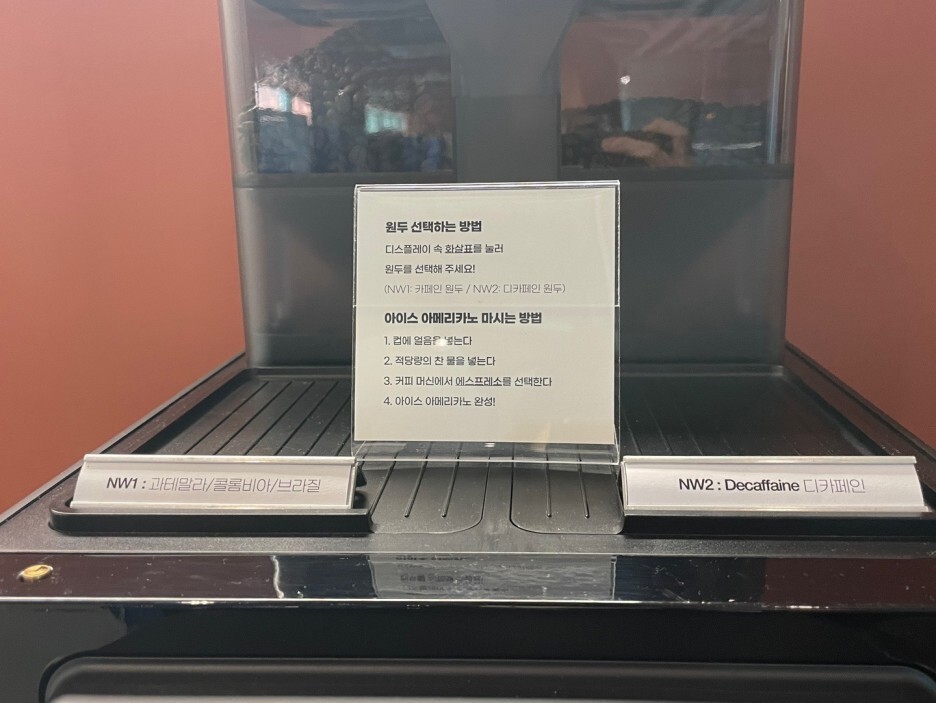 원두 선택하는 방법
디스플레이 속 화살표를 눌러
원두를 선택해 주세요!
(NW1: 카페인 원두 / NW2: 디카페인 원두)
아이스 아메리카노 마시는 방법
1. 컵에 얼음을 넣는다
2. 적당량의 찬 물을 넣는다
3. 커피 머신에서 에스프레소를 선택한다
4. 아이스 아메리카노 완성!
NW1 : 과테말라/콜롬비아/브라질
NW2 : Decaffaine 디카페인